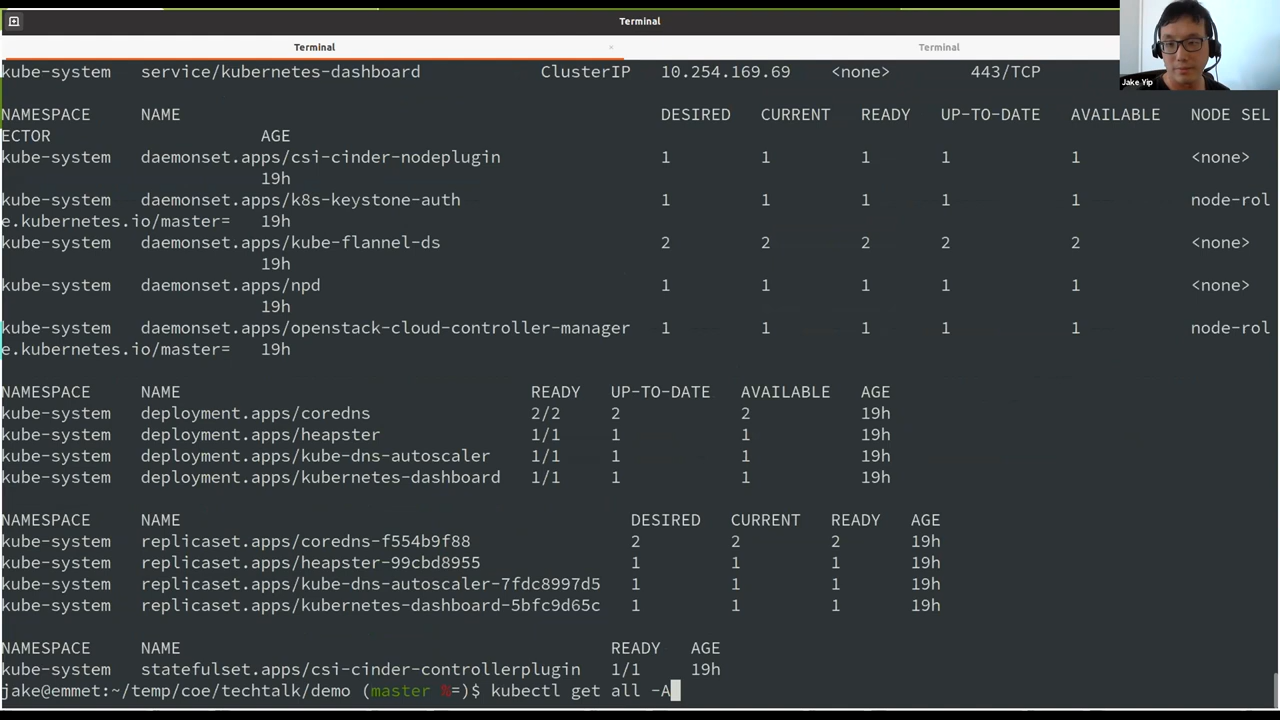 Terminal
Terminal × Terminal
Jake Yip
kube-system service/kubernetes-dashboard ClusterIP 10.254.169.69 <none> 443/TCP
NAMESPACE NAME DESIRED CURRENT READY UP-TO-DATE AVAILABLE NODE SEL
ECTOR AGE
kube-system daemonset.apps/csi-cinder-nodeplugin 1 1 1 1 1 <none>
19h
kube-system daemonset.apps/k8s-keystone-auth 1 1 1 1 1 node-rol
e.kubernetes.io/master= 19h
kube-system daemonset.apps/kube-flannel-ds 2 2 2 2 2 <none>
19h
kube-system daemonset.apps/npd 1 1 1 1 1 <none>
19h
kube-system daemonset.apps/openstack-cloud-controller-manager 1 1 1 1 1 node-rol
e.kubernetes.io/master= 19h
NAMESPACE NAME READY UP-TO-DATE AVAILABLE AGE
kube-system deployment.apps/coredns 2/2 2 2 19h
kube-system deployment.apps/heapster 1/1 1 1 19h
kube-system deployment.apps/kube-dns-autoscaler 1/1 1 1 19h
kube-system deployment.apps/kubernetes-dashboard 1/1 1 1 19h
NAMESPACE NAME DESIRED CURRENT READY AGE
kube-system replicaset.apps/coredns-f554b9f88 2 2 2 19h
kube-system replicaset.apps/heapster-99cbd8955 1 1 1 19h
kube-system replicaset.apps/kube-dns-autoscaler-7fdc8997d5 1 1 1 19h
kube-system replicaset.apps/kubernetes-dashboard-5bfc9d65c 1 1 1 19h
NAMESPACE NAME READY AGE
kube-system statefulset.apps/csi-cinder-controllerplugin 1/1 19h
jake@emmet:~/temp/coe/techtalk/demo (master %=)$ kubectl get all -A